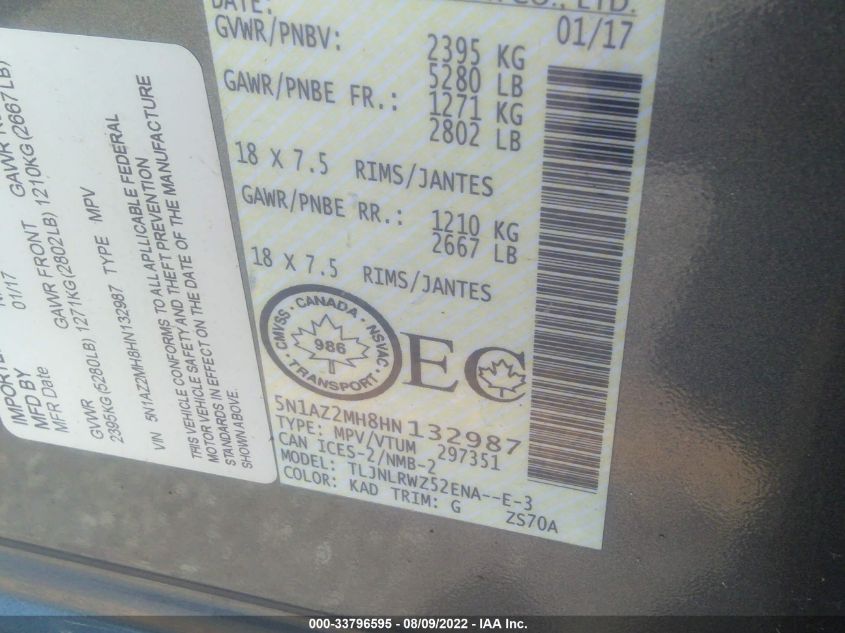 CO., LTD.
DATE: 01/17
GVWR/PNBV: 2395 KG
5280 LB
GAWR/PNBE FR.: 1271 KG
2802 LB
18 X 7.5 RIMS/JANTES
GAWR/PNBE RR.: 1210 KG
2667 LB
18 X 7.5 RIMS/JANTES
CMVSS · CANADA · NSVAC
986
TRANSPORT
EC
5N1AZ2MH8HN132987
TYPE: MPV/VTUM 297351
CAN ICES-2/NMB-2
MODEL: TLJNLRWZ52ENA--E-3
COLOR: KAD TRIM: G ZS70A
IMPORTE
MFD BY
MFR Date 01/17
GVWR GAWR FRONT GAWR R
2395KG(5280LB) 1271KG(2802LB) 1210KG(2667LB)
VIN 5N1AZ2MH8HN132987 TYPE MPV
THIS VEHICLE CONFORMS TO ALLAPLLICABLE FEDERAL
MOTOR VEHICLE SAFETY AND THEFT PREVENTION
STANDARDS IN EFFECT ON THE DATE OF THE MANUFACTURE
SHOWN ABOVE.
000-33796595 - 08/09/2022 - IAA Inc.